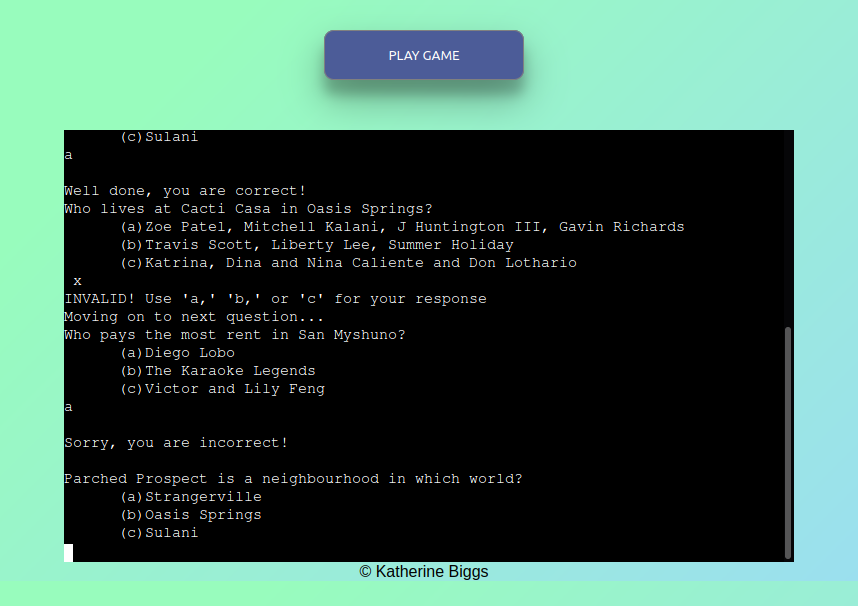 PLAY GAME
(c)Sulani
a
Well done, you are correct!
Who lives at Cacti Casa in Oasis Springs?
(a)Zoe Patel, Mitchell Kalani, J Huntington III, Gavin Richards
(b)Travis Scott, Liberty Lee, Summer Holiday
(c)Katrina, Dina and Nina Caliente and Don Lothario
x
INVALID! Use 'a,' 'b,' or 'c' for your response
Moving on to next question...
Who pays the most rent in San Myshuno?
(a)Diego Lobo
(b)The Karaoke Legends
(c)Victor and Lily Feng
a
Sorry, you are incorrect!
Parched Prospect is a neighbourhood in which world?
(a)Strangerville
(b)Oasis Springs
(c)Sulani
© Katherine Biggs